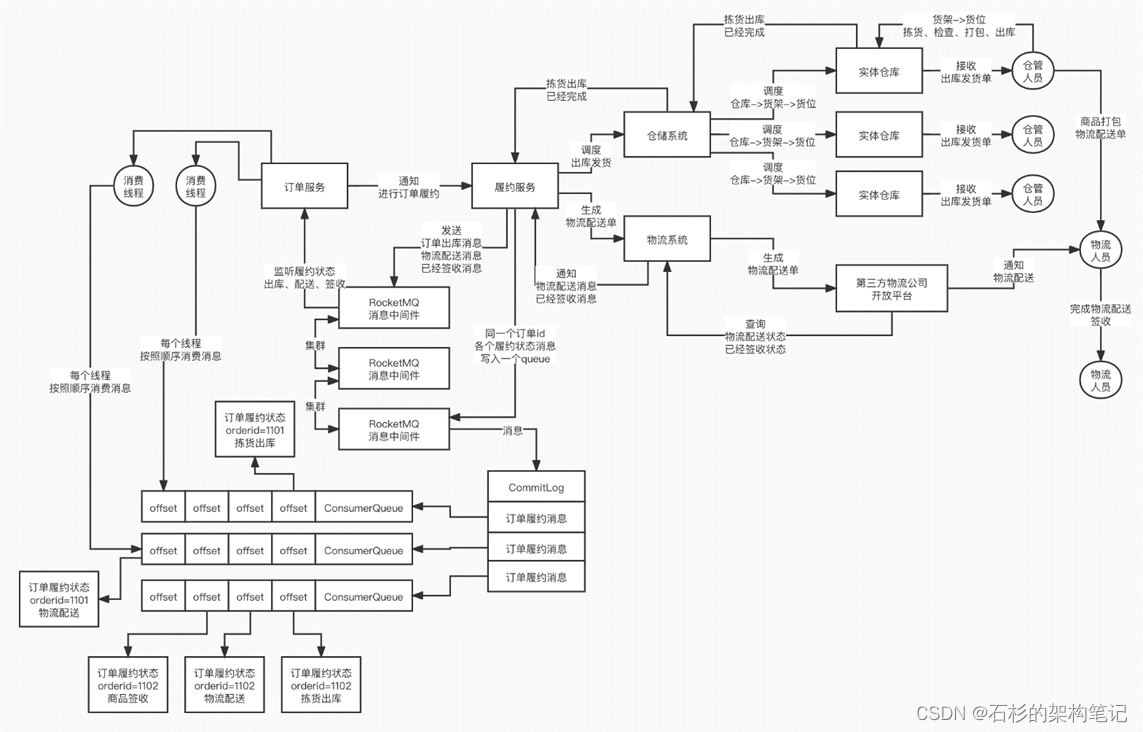 拣货出库
已经完成
货架->货位
拣货、检查、打包、出库
实体仓库
接收
出库发货单
仓管
人员
拣货出库
已经完成
调度
仓库->货架->货位
商品打包
物流配送单
仓储系统
调度
仓库->货架->货位
实体仓库
接收
出库发货单
仓管
人员
调度
出库发货
调度
仓库->货架->货位
实体仓库
接收
出库发货单
仓管
人员
消费
线程
消费
线程
订单服务
通知
进行订单履约
履约服务
生成
物流配送单
物流系统
生成
物流配送单
发送
订单出库消息
物流配送消息
已经签收消息
通知
物流配送消息
已经签收消息
第三方物流公司
开放平台
通知
物流配送
物流
人员
监听履约状态
出库、配送、签收
RocketMQ
消息中间件
查询
物流配送状态
已经签收状态
完成物流配送
签收
物流
人员
每个线程
按照顺序消费消息
集群
同一个订单id
各个履约状态消息
写入一个queue
RocketMQ
消息中间件
每个线程
按照顺序消费消息
集群
RocketMQ
消息中间件
消息
订单履约状态
orderid=1101
拣货出库
CommitLog
订单履约消息
订单履约消息
订单履约消息
offset offset offset offset ConsumerQueue
offset offset offset offset ConsumerQueue
offset offset offset offset ConsumerQueue
订单履约状态
orderid=1101
物流配送
订单履约状态
orderid=1102
商品签收
订单履约状态
orderid=1102
物流配送
订单履约状态
orderid=1102
拣货出库
CSDN @石杉的架构笔记